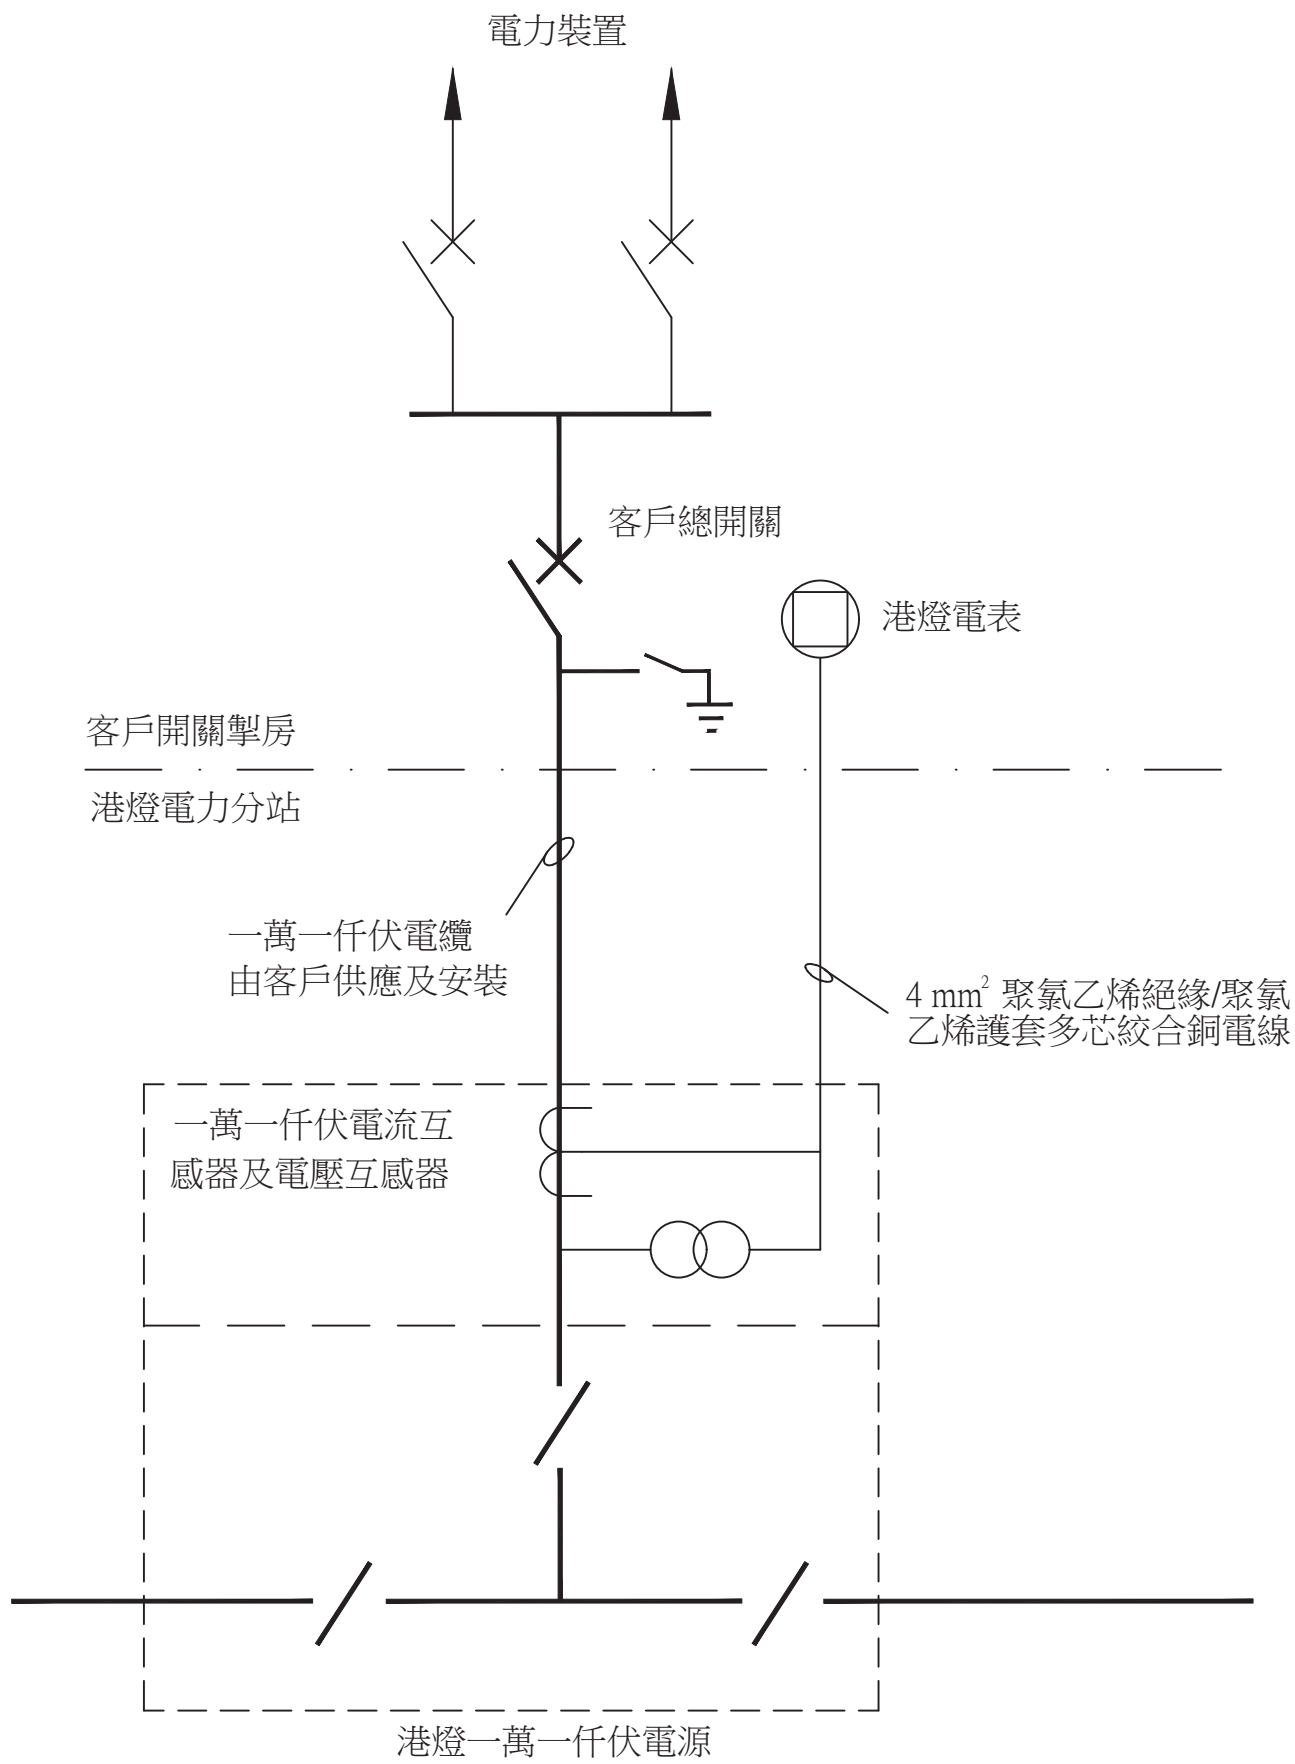 電力裝置
客戶總開關
港燈電表
客戶開關掣房
港燈電力分站
一萬一仟伏電纜
由客戶供應及安裝
4 mm² 聚氯乙烯絕緣/聚氯
乙烯護套多芯絞合銅電線
一萬一仟伏電流互
感器及電壓互感器
港燈一萬一仟伏電源